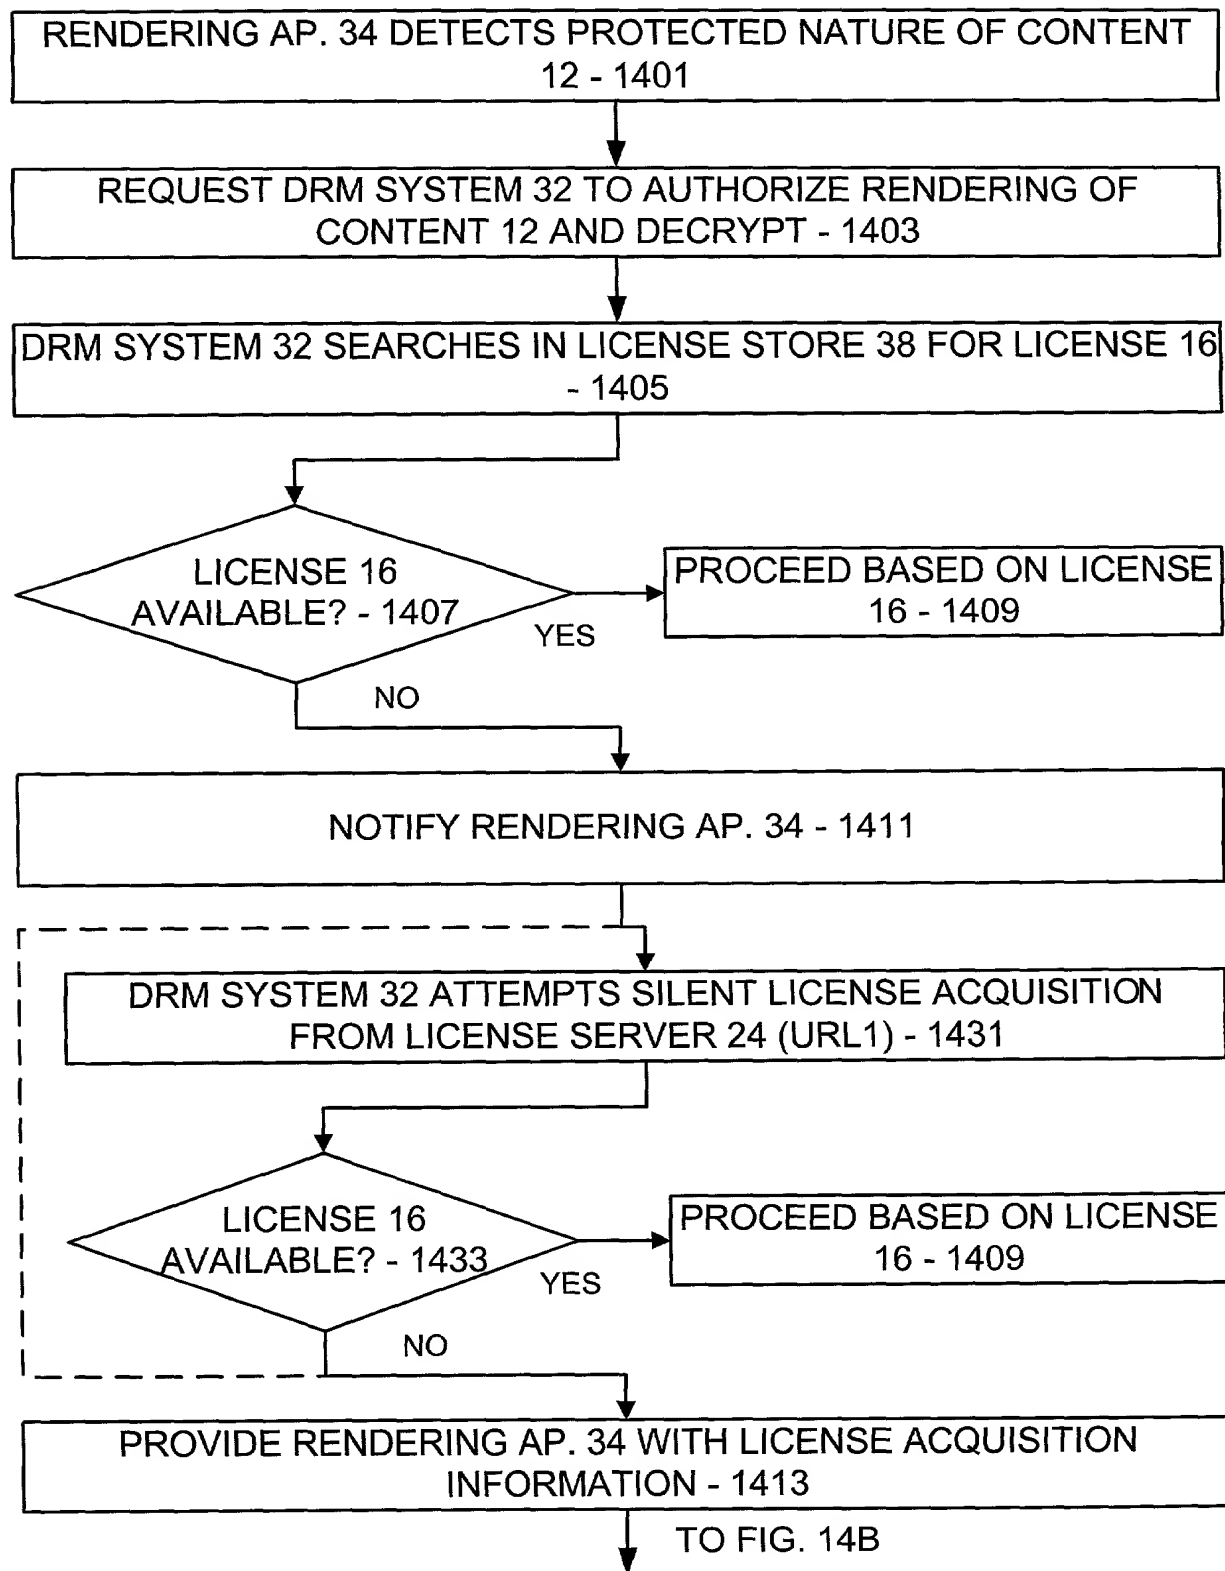 RENDERING AP. 34 DETECTS PROTECTED NATURE OF CONTENT
12 - 1401
REQUEST DRM SYSTEM 32 TO AUTHORIZE RENDERING OF
CONTENT 12 AND DECRYPT - 1403
DRM SYSTEM 32 SEARCHES IN LICENSE STORE 38 FOR LICENSE 16
- 1405
LICENSE 16
AVAILABLE? - 1407
YES
PROCEED BASED ON LICENSE
16 - 1409
NO
NOTIFY RENDERING AP. 34 - 1411
DRM SYSTEM 32 ATTEMPTS SILENT LICENSE ACQUISITION
FROM LICENSE SERVER 24 (URL1) - 1431
LICENSE 16
AVAILABLE? - 1433
YES
PROCEED BASED ON LICENSE
16 - 1409
NO
PROVIDE RENDERING AP. 34 WITH LICENSE ACQUISITION
INFORMATION - 1413
TO FIG. 14B